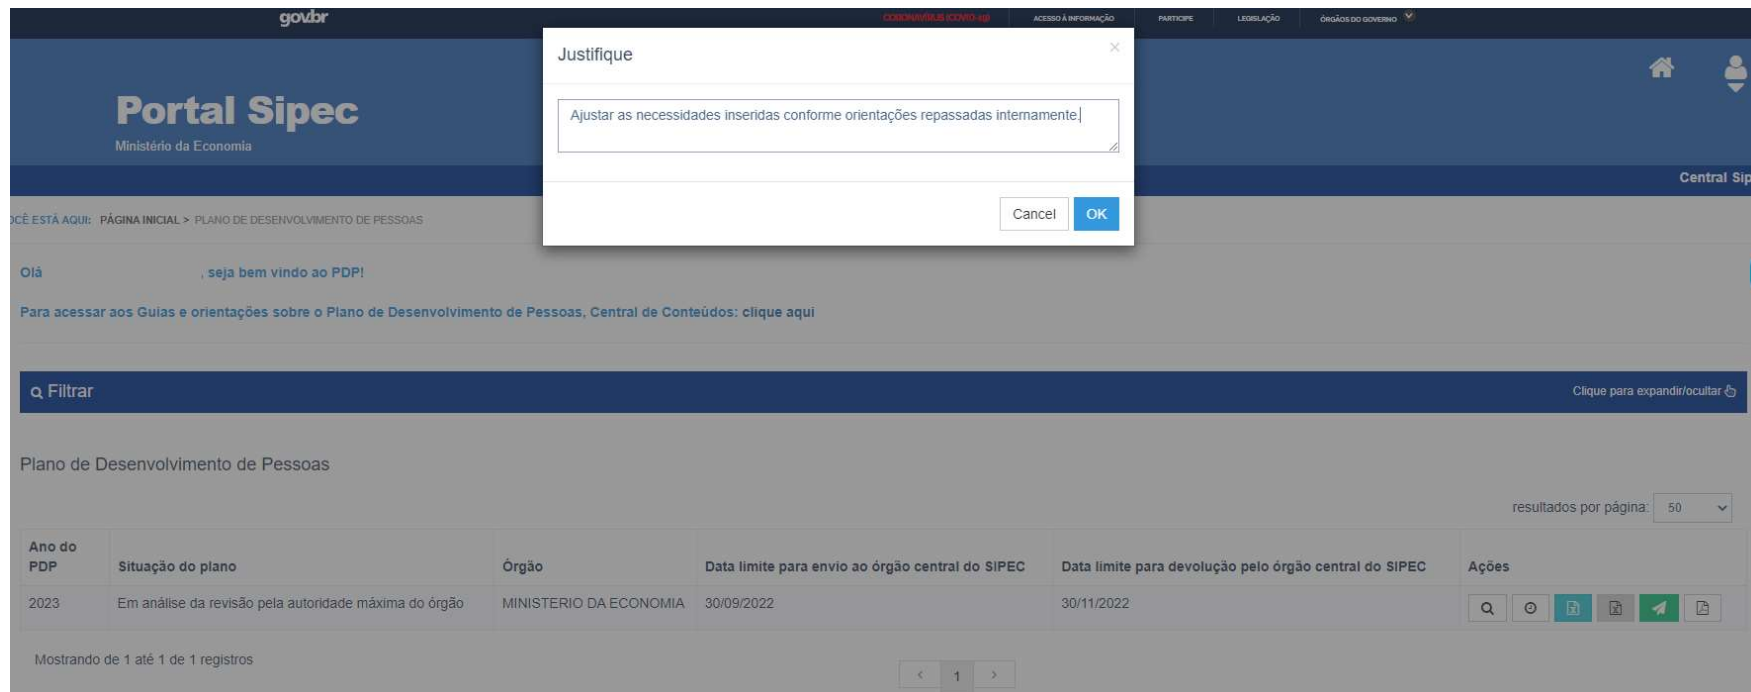 gov.br
CORONAVÍRUS (COVID-19)
ACESSO À INFORMAÇÃO
PARTICIPE
LEGISLAÇÃO
ÓRGÃOS DO GOVERNO
Justifique
×
Portal Sipec
Ministério da Economia
Ajustar as necessidades inseridas conforme orientações repassadas internamente.
Cancel
OK
Central Sip
OCÊ ESTÁ AQUI: PÁGINA INICIAL > PLANO DE DESENVOLVIMENTO DE PESSOAS
Olá , seja bem vindo ao PDP!
Para acessar aos Guias e orientações sobre o Plano de Desenvolvimento de Pessoas, Central de Conteúdos: clique aqui
Filtrar
Clique para expandir/ocultar
Plano de Desenvolvimento de Pessoas
resultados por página: 50
Ano do
PDP
Situação do plano
Órgão
Data limite para envio ao órgão central do SIPEC
Data limite para devolução pelo órgão central do SIPEC
Ações
2023
Em análise da revisão pela autoridade máxima do órgão
MINISTERIO DA ECONOMIA
30/09/2022
30/11/2022
Mostrando de 1 até 1 de 1 registros
< 1 >